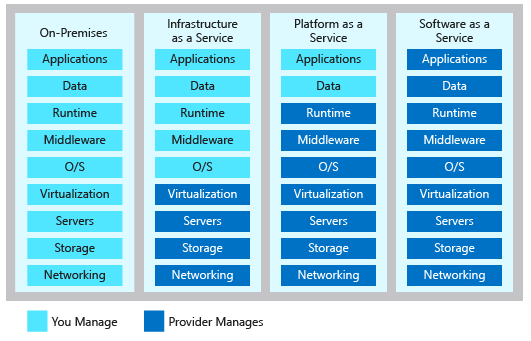 On-Premises
Applications
Data
Runtime
Middleware
O/S
Virtualization
Servers
Storage
Networking
Infrastructure
as a Service
Applications
Data
Runtime
Middleware
O/S
Virtualization
Servers
Storage
Networking
Platform as a
Service
Applications
Data
Runtime
Middleware
O/S
Virtualization
Servers
Storage
Networking
Software as a
Service
Applications
Data
Runtime
Middleware
O/S
Virtualization
Servers
Storage
Networking
You Manage
Provider Manages